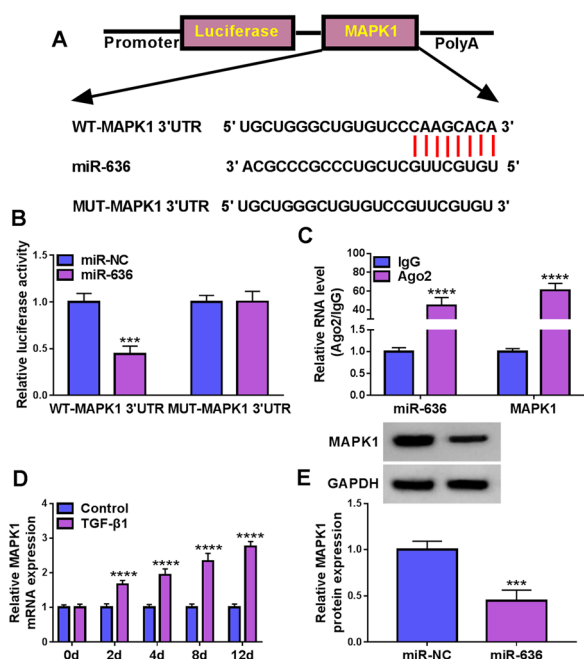 A
Promoter
Luciferase
MAPK1
PolyA
WT-MAPK1 3'UTR 5' UGCUGGGCUGUGUCCCAAGCACA 3'
miR-636 3' ACGCCCGCCCUGCUCGUUCGUGU 5'
MUT-MAPK1 3'UTR 5' UGCUGGGCUGUGUCCGUUCGUGU 3'
B
Relative luciferase activity
1.5
1.0
0.5
0.0
miR-NC
miR-636
***
WT-MAPK1 3'UTR MUT-MAPK1 3'UTR
C
Relative RNA level
(Ago2/IgG)
100
80
60
40
20
1.0
0.5
0.0
IgG
Ago2
****
****
miR-636 MAPK1
D
Relative MAPK1
mRNA expression
4
3
2
1
0
Control
TGF-β1
****
****
****
****
0d 2d 4d 8d 12d
MAPK1
GAPDH
E
Relative MAPK1
protein expression
1.5
1.0
0.5
0.0
***
miR-NC miR-636